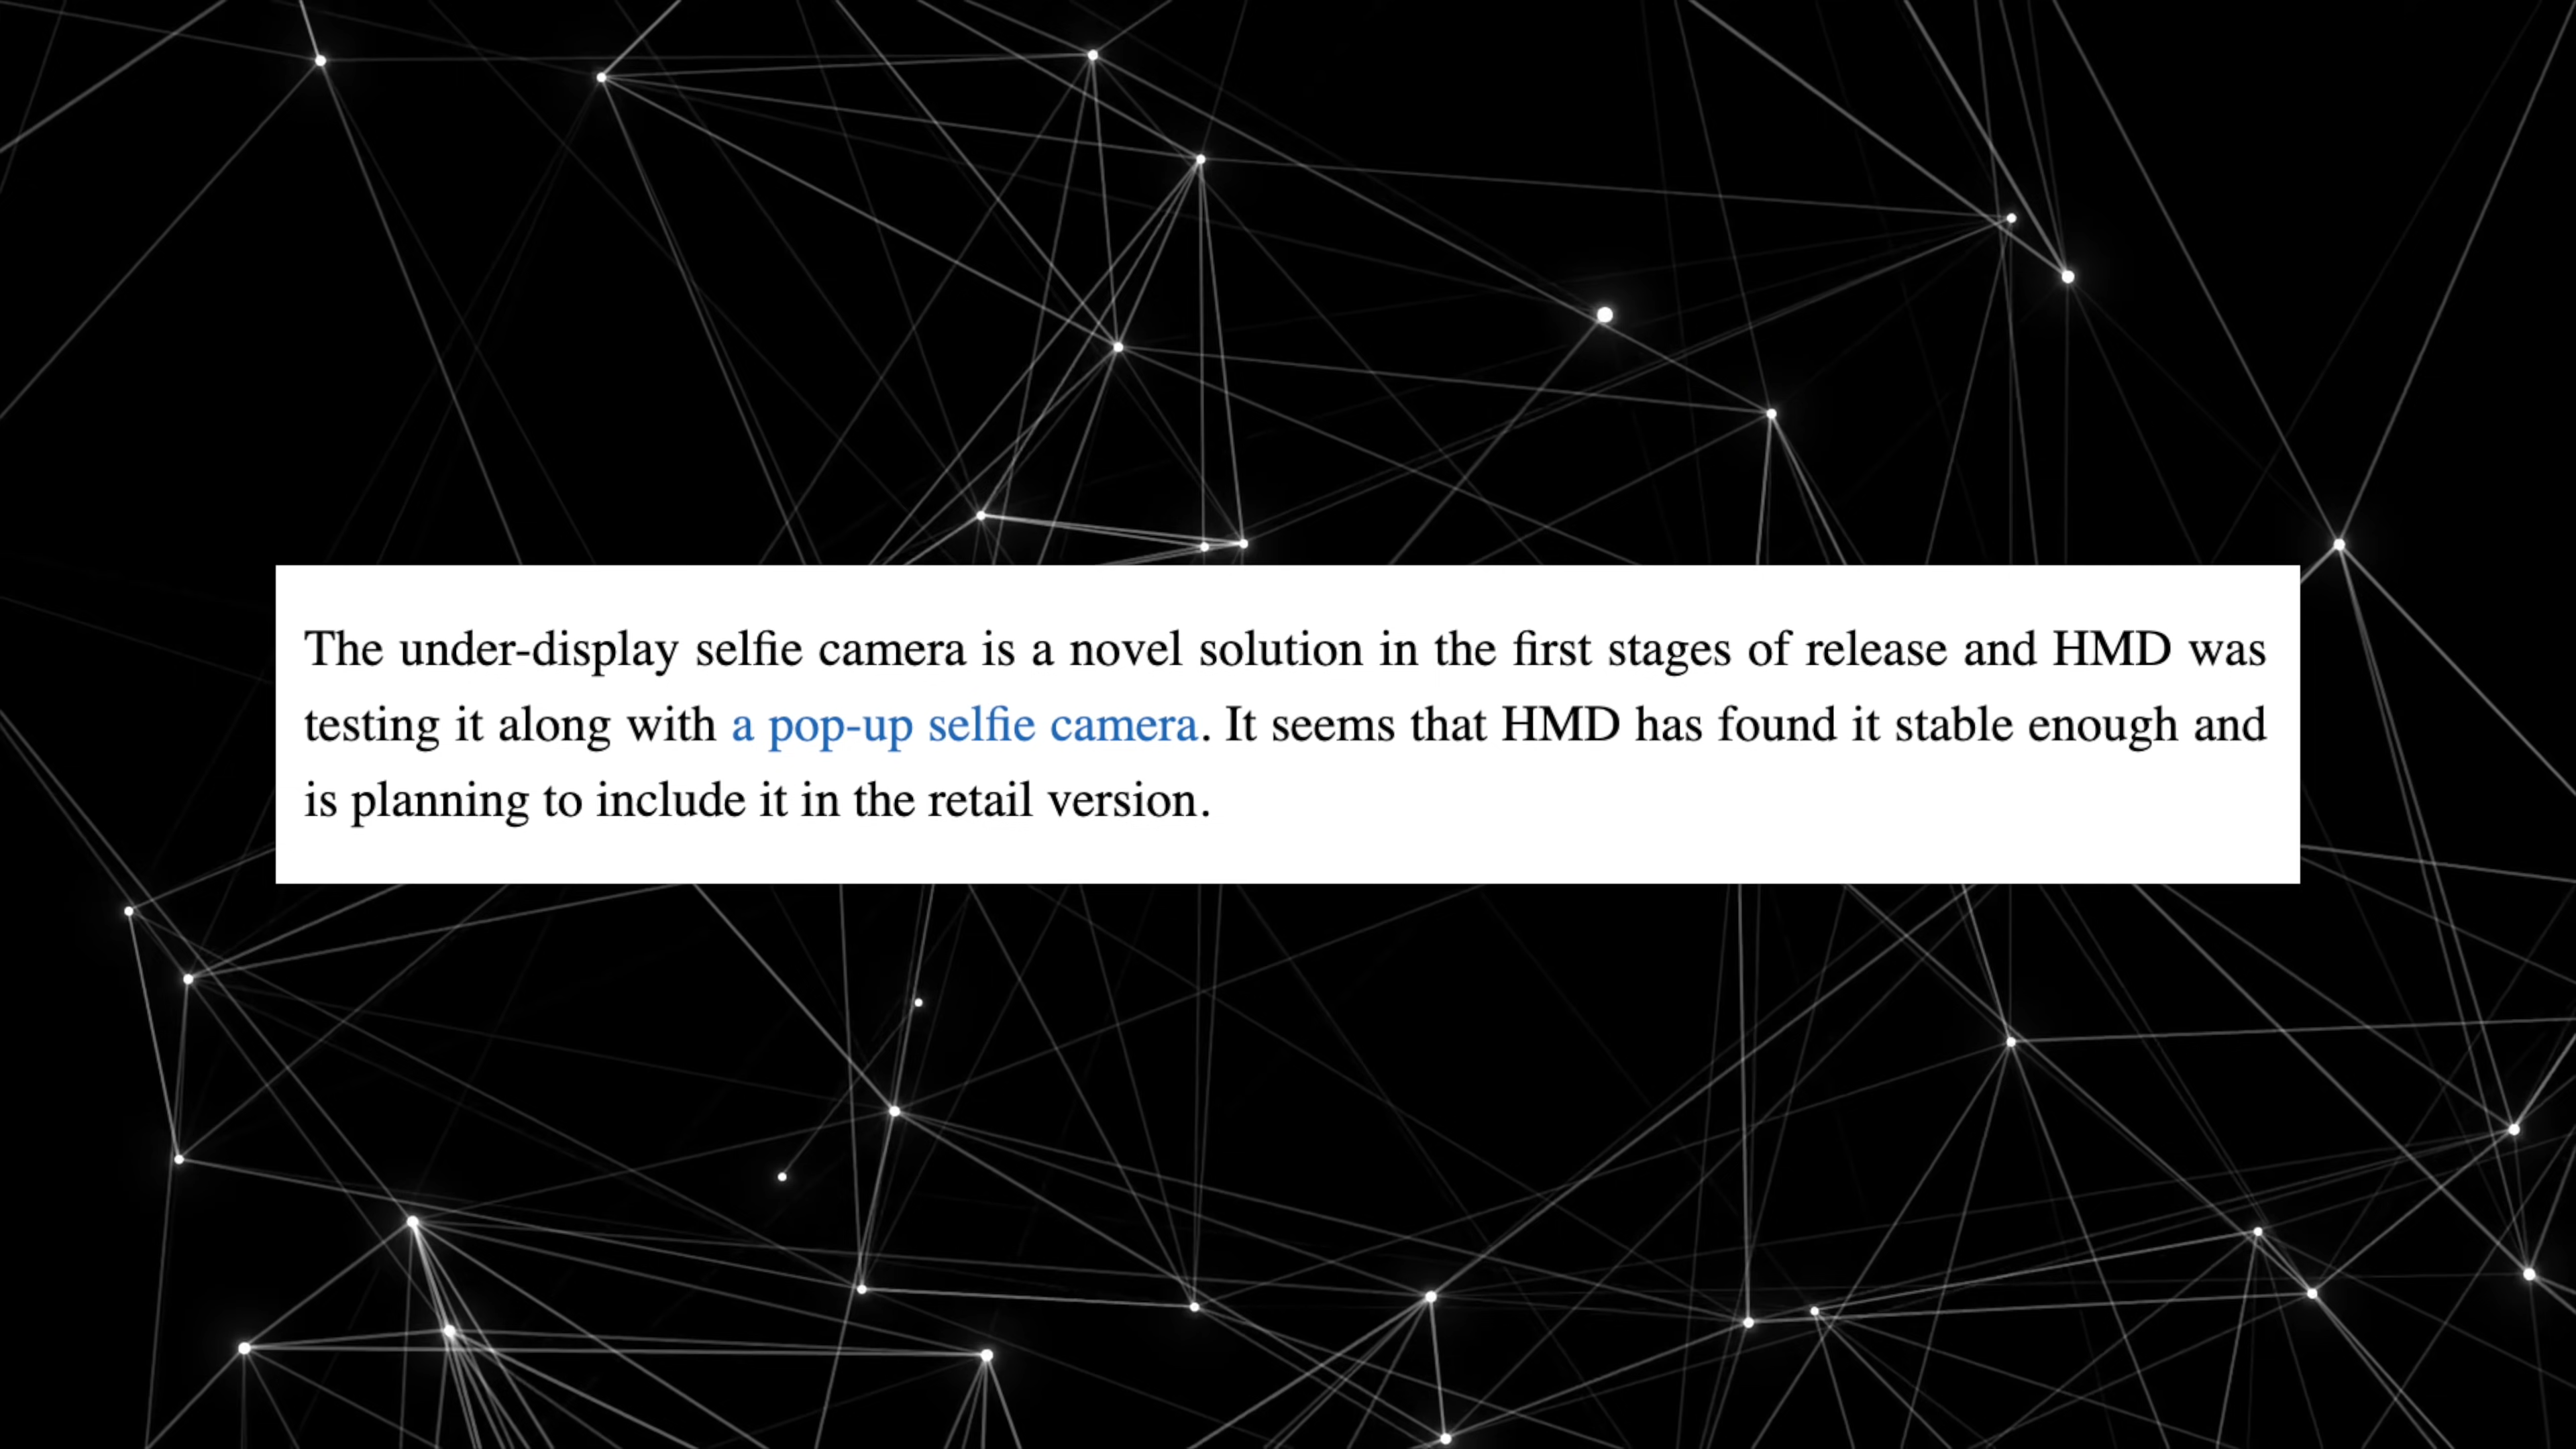 The under-display selfie camera is a novel solution in the first stages of release and HMD was
testing it along with a pop-up selfie camera. It seems that HMD has found it stable enough and
is planning to include it in the retail version.